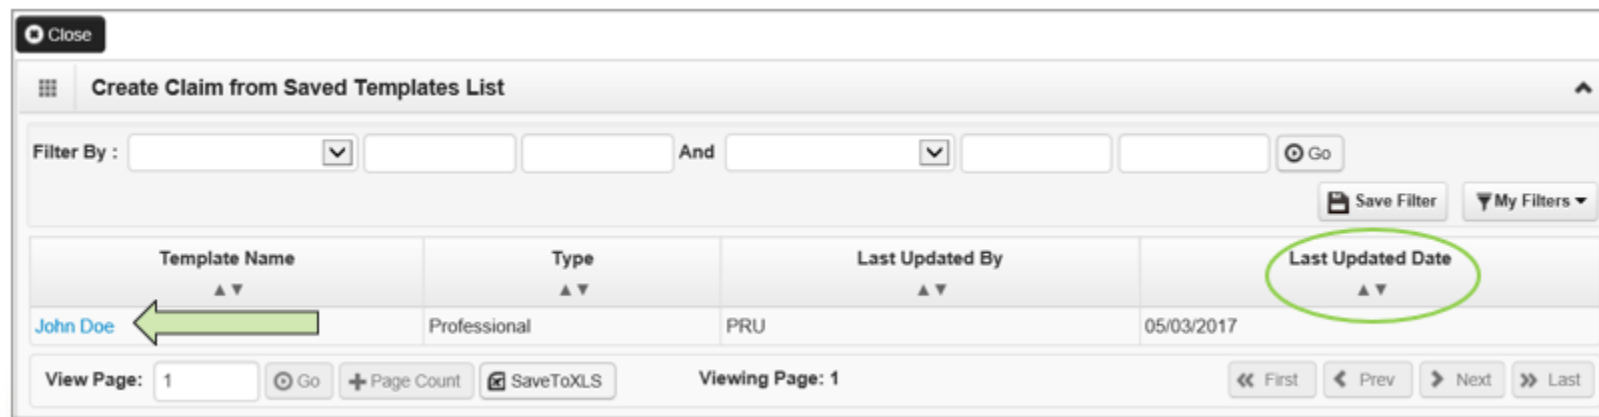 Close
Create Claim from Saved Templates List
Filter By : And Go
Save Filter My Filters
Template Name Type Last Updated By Last Updated Date
John Doe Professional PRU 05/03/2017
View Page: 1 Go Page Count SaveToXLS Viewing Page: 1 First Prev Next Last